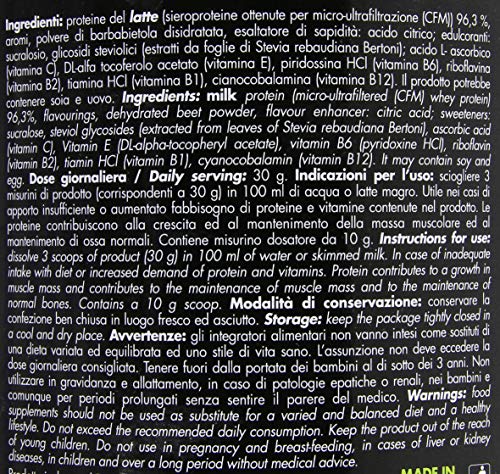 Ingredienti: proteine del latte (sieroproteine ottenute per micro-ultrafiltrazione (CFM)) 96,3 %,
aromi, polvere di barbabietola disidratata, esaltatore di sapidità: acido citrico; edulcoranti:
sucralosio, glicosidi steviolici (estratti da foglie di Stevia rebaudiana Bertoni); acido L- ascorbico
(vitamina C), DL-alfa tocoferolo acetato (vitamina E), piridossina HCl (vitamina B6), riboflavina
(vitamina B2), tiamina HCl (vitamina B1), cianocobalamina (vitamina B12). Il prodotto potrebbe
contenere soia e uovo. Ingredients: milk protein (micro-ultrafiltered (CFM) whey protein)
96,3%, flavourings, dehydrated beet powder, flavour enhancer: citric acid; sweeteners:
sucralose, steviol glycosides (extracted from leaves of Stevia rebaudiana Bertoni), ascorbic acid
(vitamin C), Vitamin E (DL-alpha-tocopheryl acetate), vitamin B6 (pyridoxine HCl), riboflavin
(vitamin B2), tiamin HCl (vitamin B1), cyanocobalamin (vitamin B12). It may contain soy and
egg. Dose giornaliera / Daily serving: 30 g. Indicazioni per l'uso: sciogliere 3
misurini di prodotto (corrispondenti a 30 g) in 100 ml di acqua o latte magro. Utile nei casi di
apporto insufficiente o aumentato fabbisogno di proteine e vitamine contenute nel prodotto. Le
proteine contribuiscono alla crescita ed al mantenimento della massa muscolare ed al
mantenimento di ossa normali. Contiene misurino dosatore da 10 g. Instructions for use:
dissolve 3 scoops of product (30 g) in 100 ml of water or skimmed milk. In case of inadequate
intake with diet or increased demand of protein and vitamins. Protein contributes to a growth in
muscle mass and contributes to the maintenance of muscle mass and to the maintenance of
normal bones. Contains a 10 g scoop. Modalità di conservazione: conservare la
confezione ben chiusa in luogo fresco ed asciutto. Storage: keep the package tightly closed in
a cool and dry place. Avvertenze: gli integratori alimentari non vanno intesi come sostituti di
una dieta variata ed equilibrata ed uno stile di vita sano. L'assunzione non deve eccedere la
dose giornaliera consigliata. Tenere fuori dalla portata dei bambini al di sotto dei 3 anni. Non
utilizzare in gravidanza e allattamento, in caso di patologie epatiche o renali, nei bambini e
comunque per periodi prolungati senza sentire il parere del medico. Warnings: food
supplements should not be used as substitute for a varied and balanced diet and a healthy
lifestyle. Do not exceed the recommended daily consumption. Keep the product out of the reach
of young children. Do not use in pregnancy and breast-feeding, in cases of liver or kidney
disease, in children and over a long period without medical advice.
MADE IN